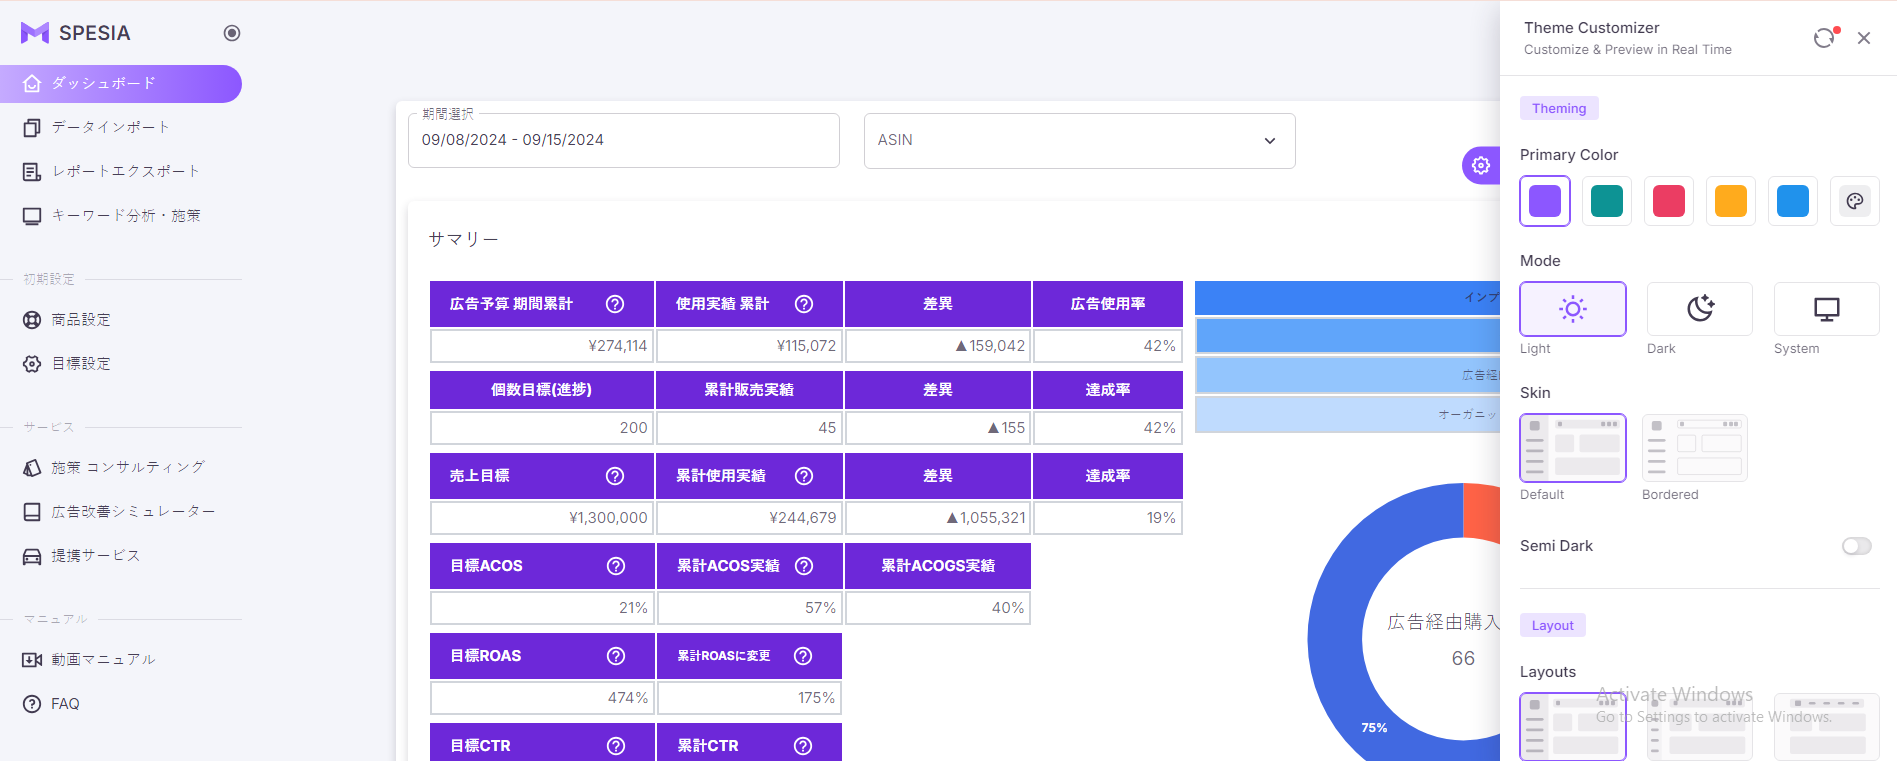 SPESIA
ダッシュボード
データインポート
レポートエクスポート
キーワード分析・施策
初期設定
商品設定
目標設定
サービス
施策 コンサルティング
広告改善シミュレーター
提携サービス
マニュアル
動画マニュアル
FAQ
期間選択
09/08/2024 - 09/15/2024
ASIN
サマリー
広告予算 期間累計 使用実績 累計 差異 広告使用率
¥274,114 ¥115,072 ▲159,042 42%
個数目標(進捗) 累計販売実績 差異 達成率
200 45 ▲155 42%
売上目標 累計使用実績 差異 達成率
¥1,300,000 ¥244,679 ▲1,055,321 19%
目標ACOS 累計ACOS実績 累計ACOGS実績
21% 57% 40%
目標ROAS 累計ROASに変更
474% 175%
目標CTR 累計CTR
インプ
広告経
オーガニッ
広告経由購入
66
75%
Theme Customizer
Customize & Preview in Real Time
Theming
Primary Color
Mode
Light Dark System
Skin
Default Bordered
Semi Dark
Layout
Layouts
Activate Windows
Go to Settings to activate Windows.